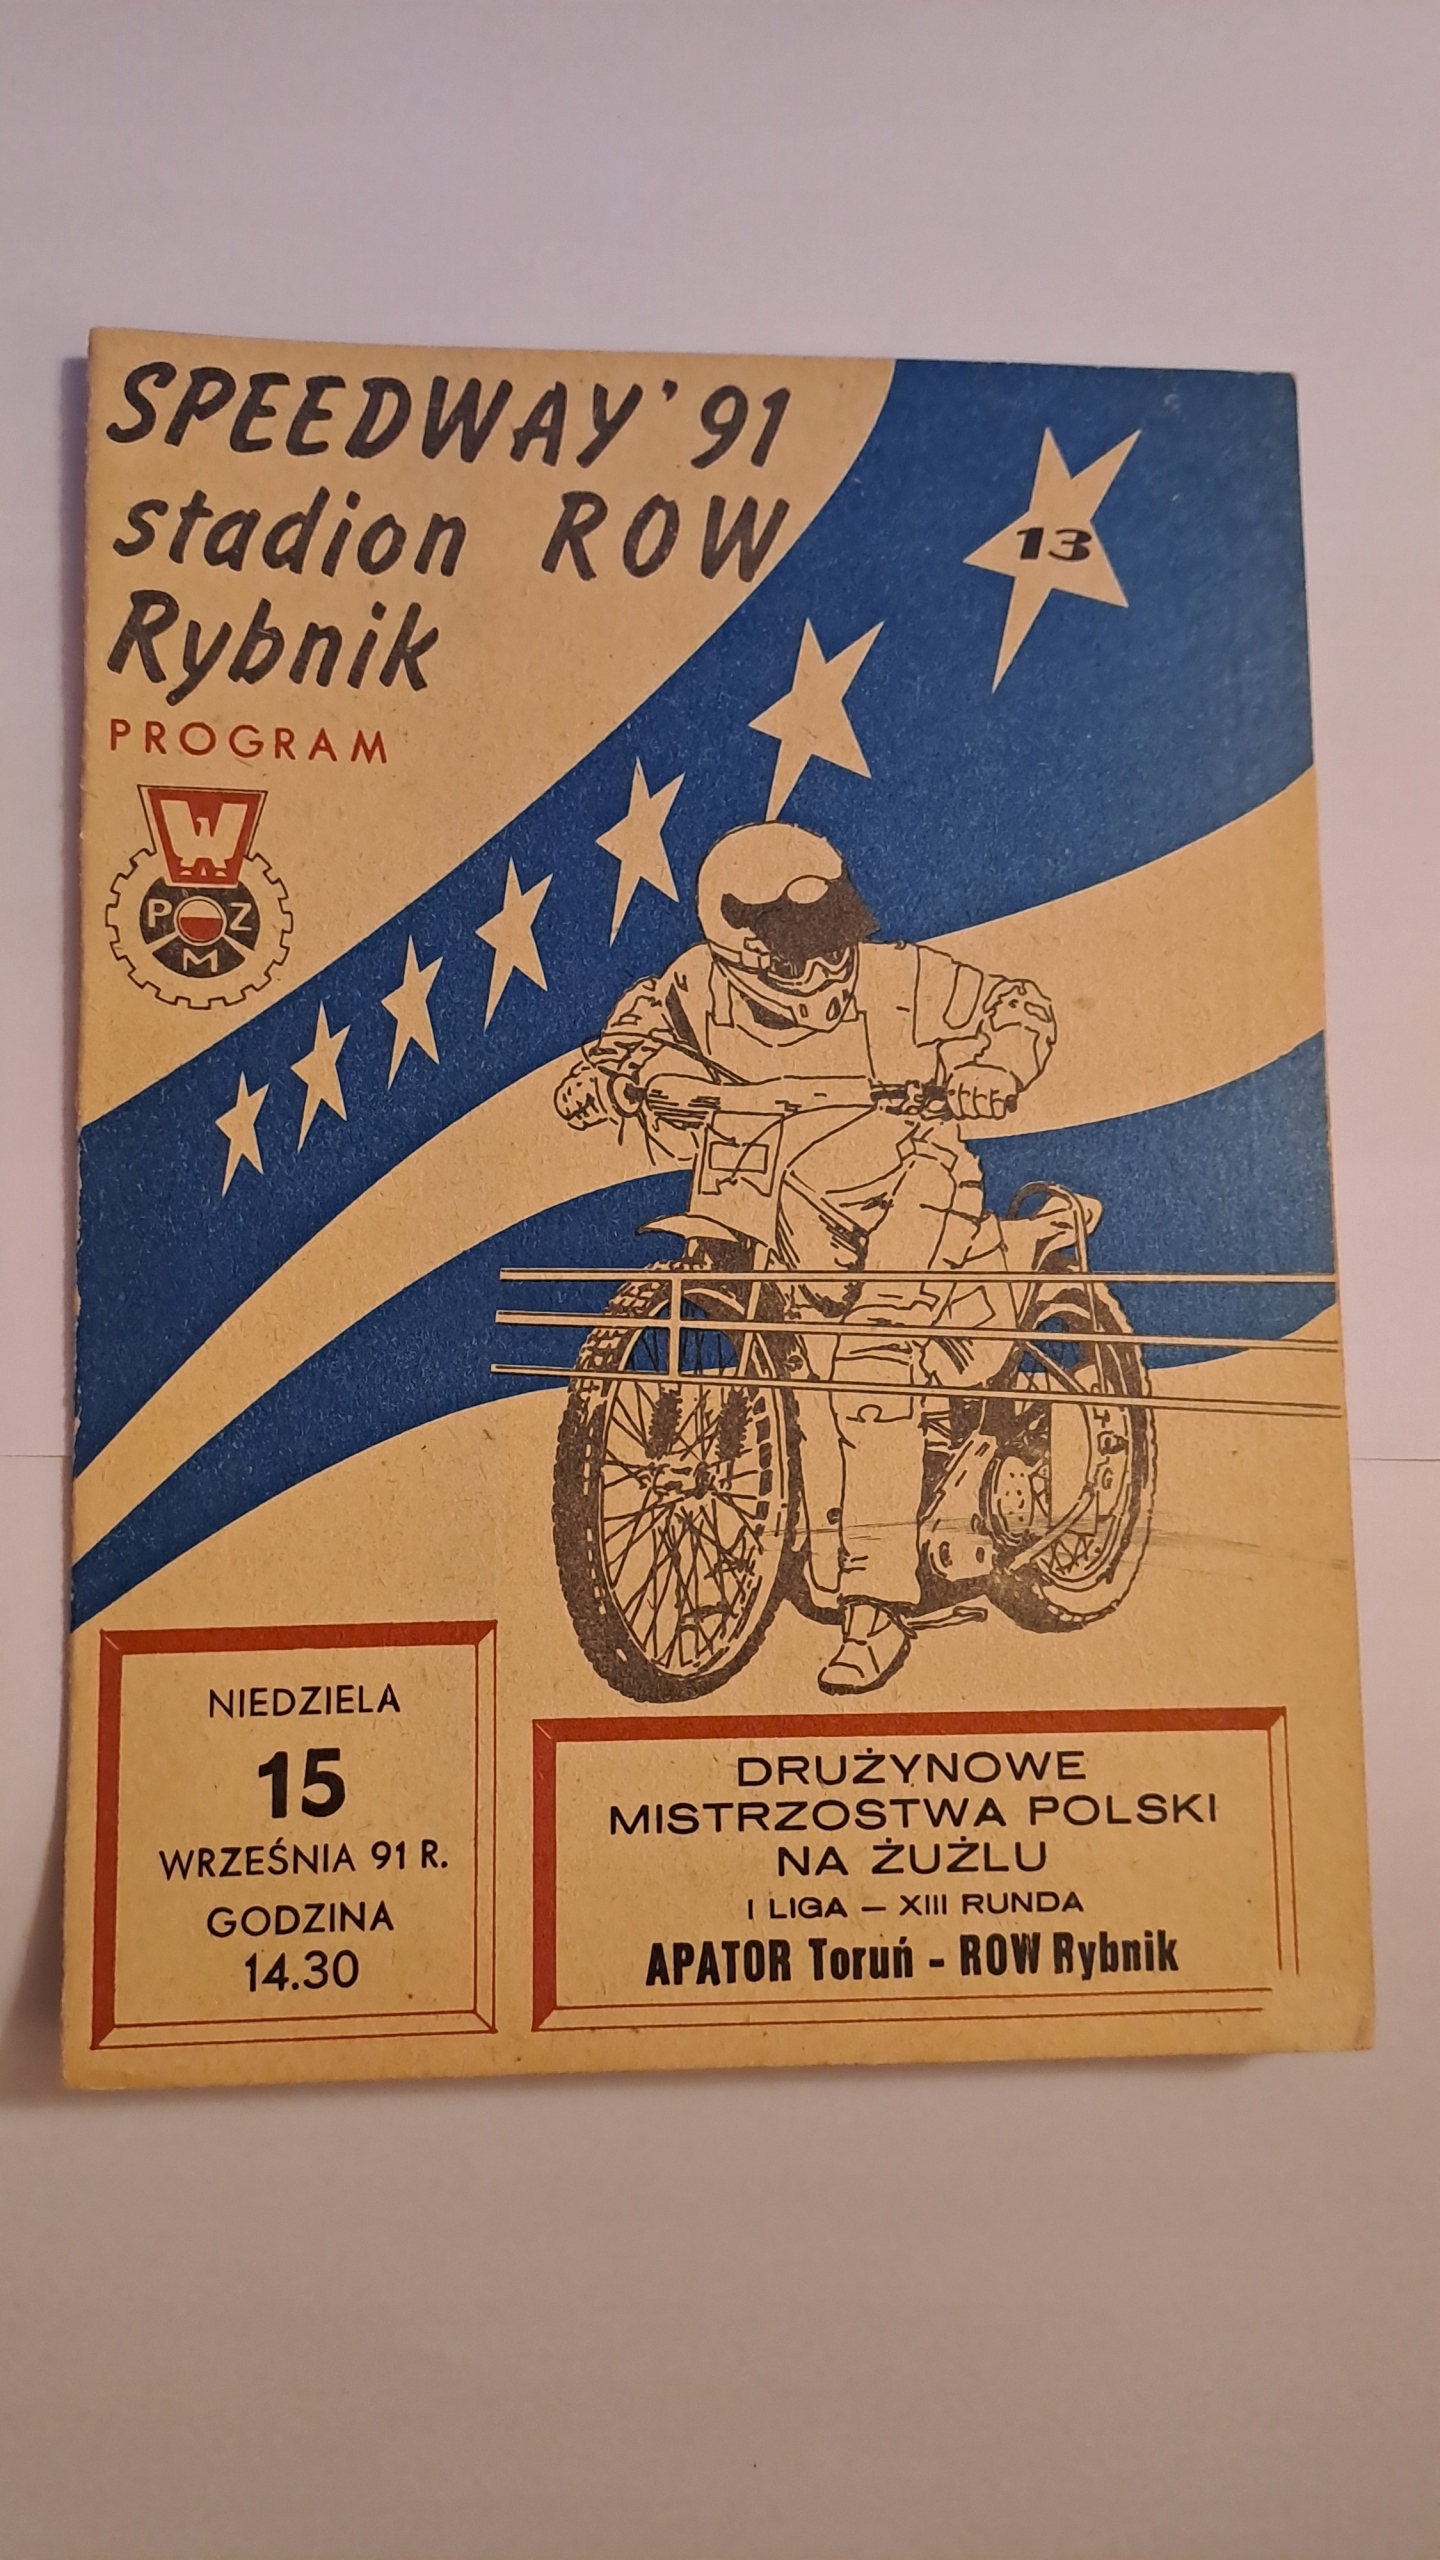 SPEEDWAY '91
stadion ROW
Rybnik
PROGRAM
13
W
P Z
M
NIEDZIELA
15
WRZEŚNIA 91 R.
GODZINA
14.30
DRUŻYNOWE
MISTRZOSTWA POLSKI
NA ŻUŻLU
I LIGA – XIII RUNDA
APATOR Toruń - ROW Rybnik